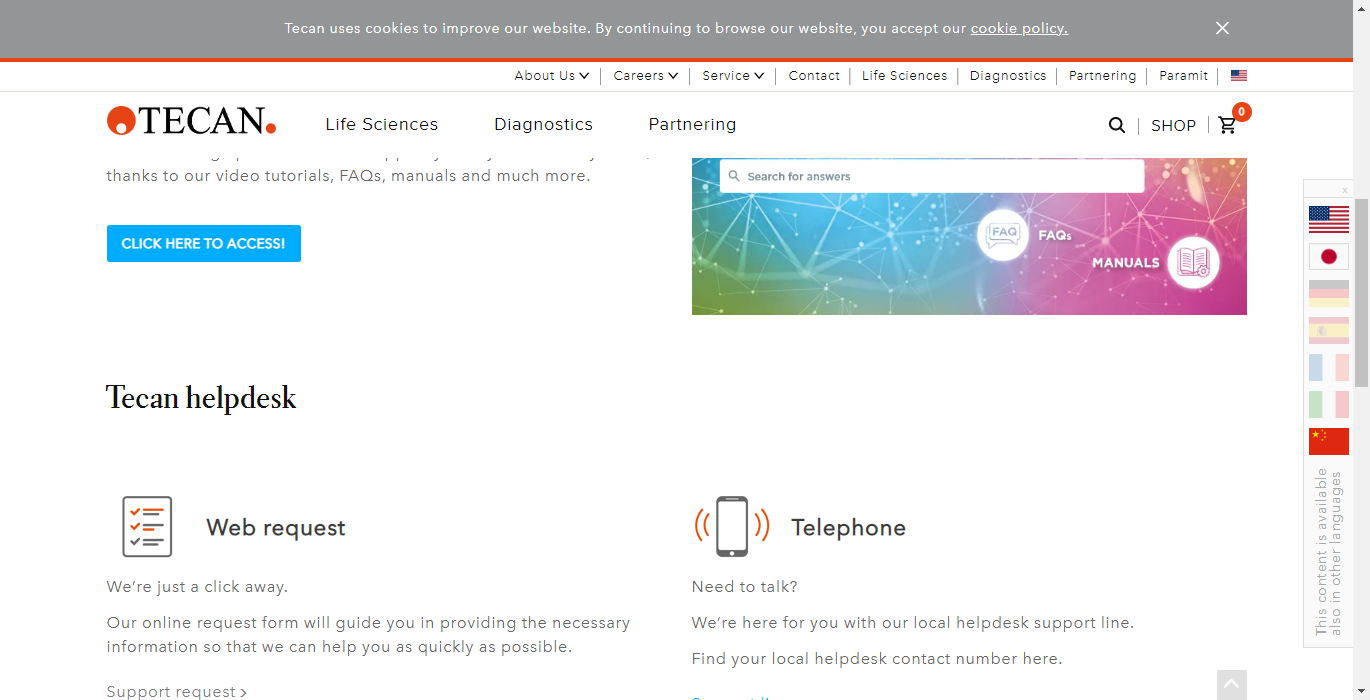 Tecan uses cookies to improve our website. By continuing to browse our website, you accept our cookie policy.
About Us Careers Service Contact Life Sciences Diagnostics Partnering Paramit
TECAN.
Life Sciences Diagnostics Partnering
SHOP
0
thanks to our video tutorials, FAQs, manuals and much more.
CLICK HERE TO ACCESS!
Search for answers
FAQ
FAQs
MANUALS
x
Tecan helpdesk
Web request
We’re just a click away.
Our online request form will guide you in providing the necessary
information so that we can help you as quickly as possible.
Support request
Telephone
Need to talk?
We’re here for you with our local helpdesk support line.
Find your local helpdesk contact number here.
This content is available
also in other languages